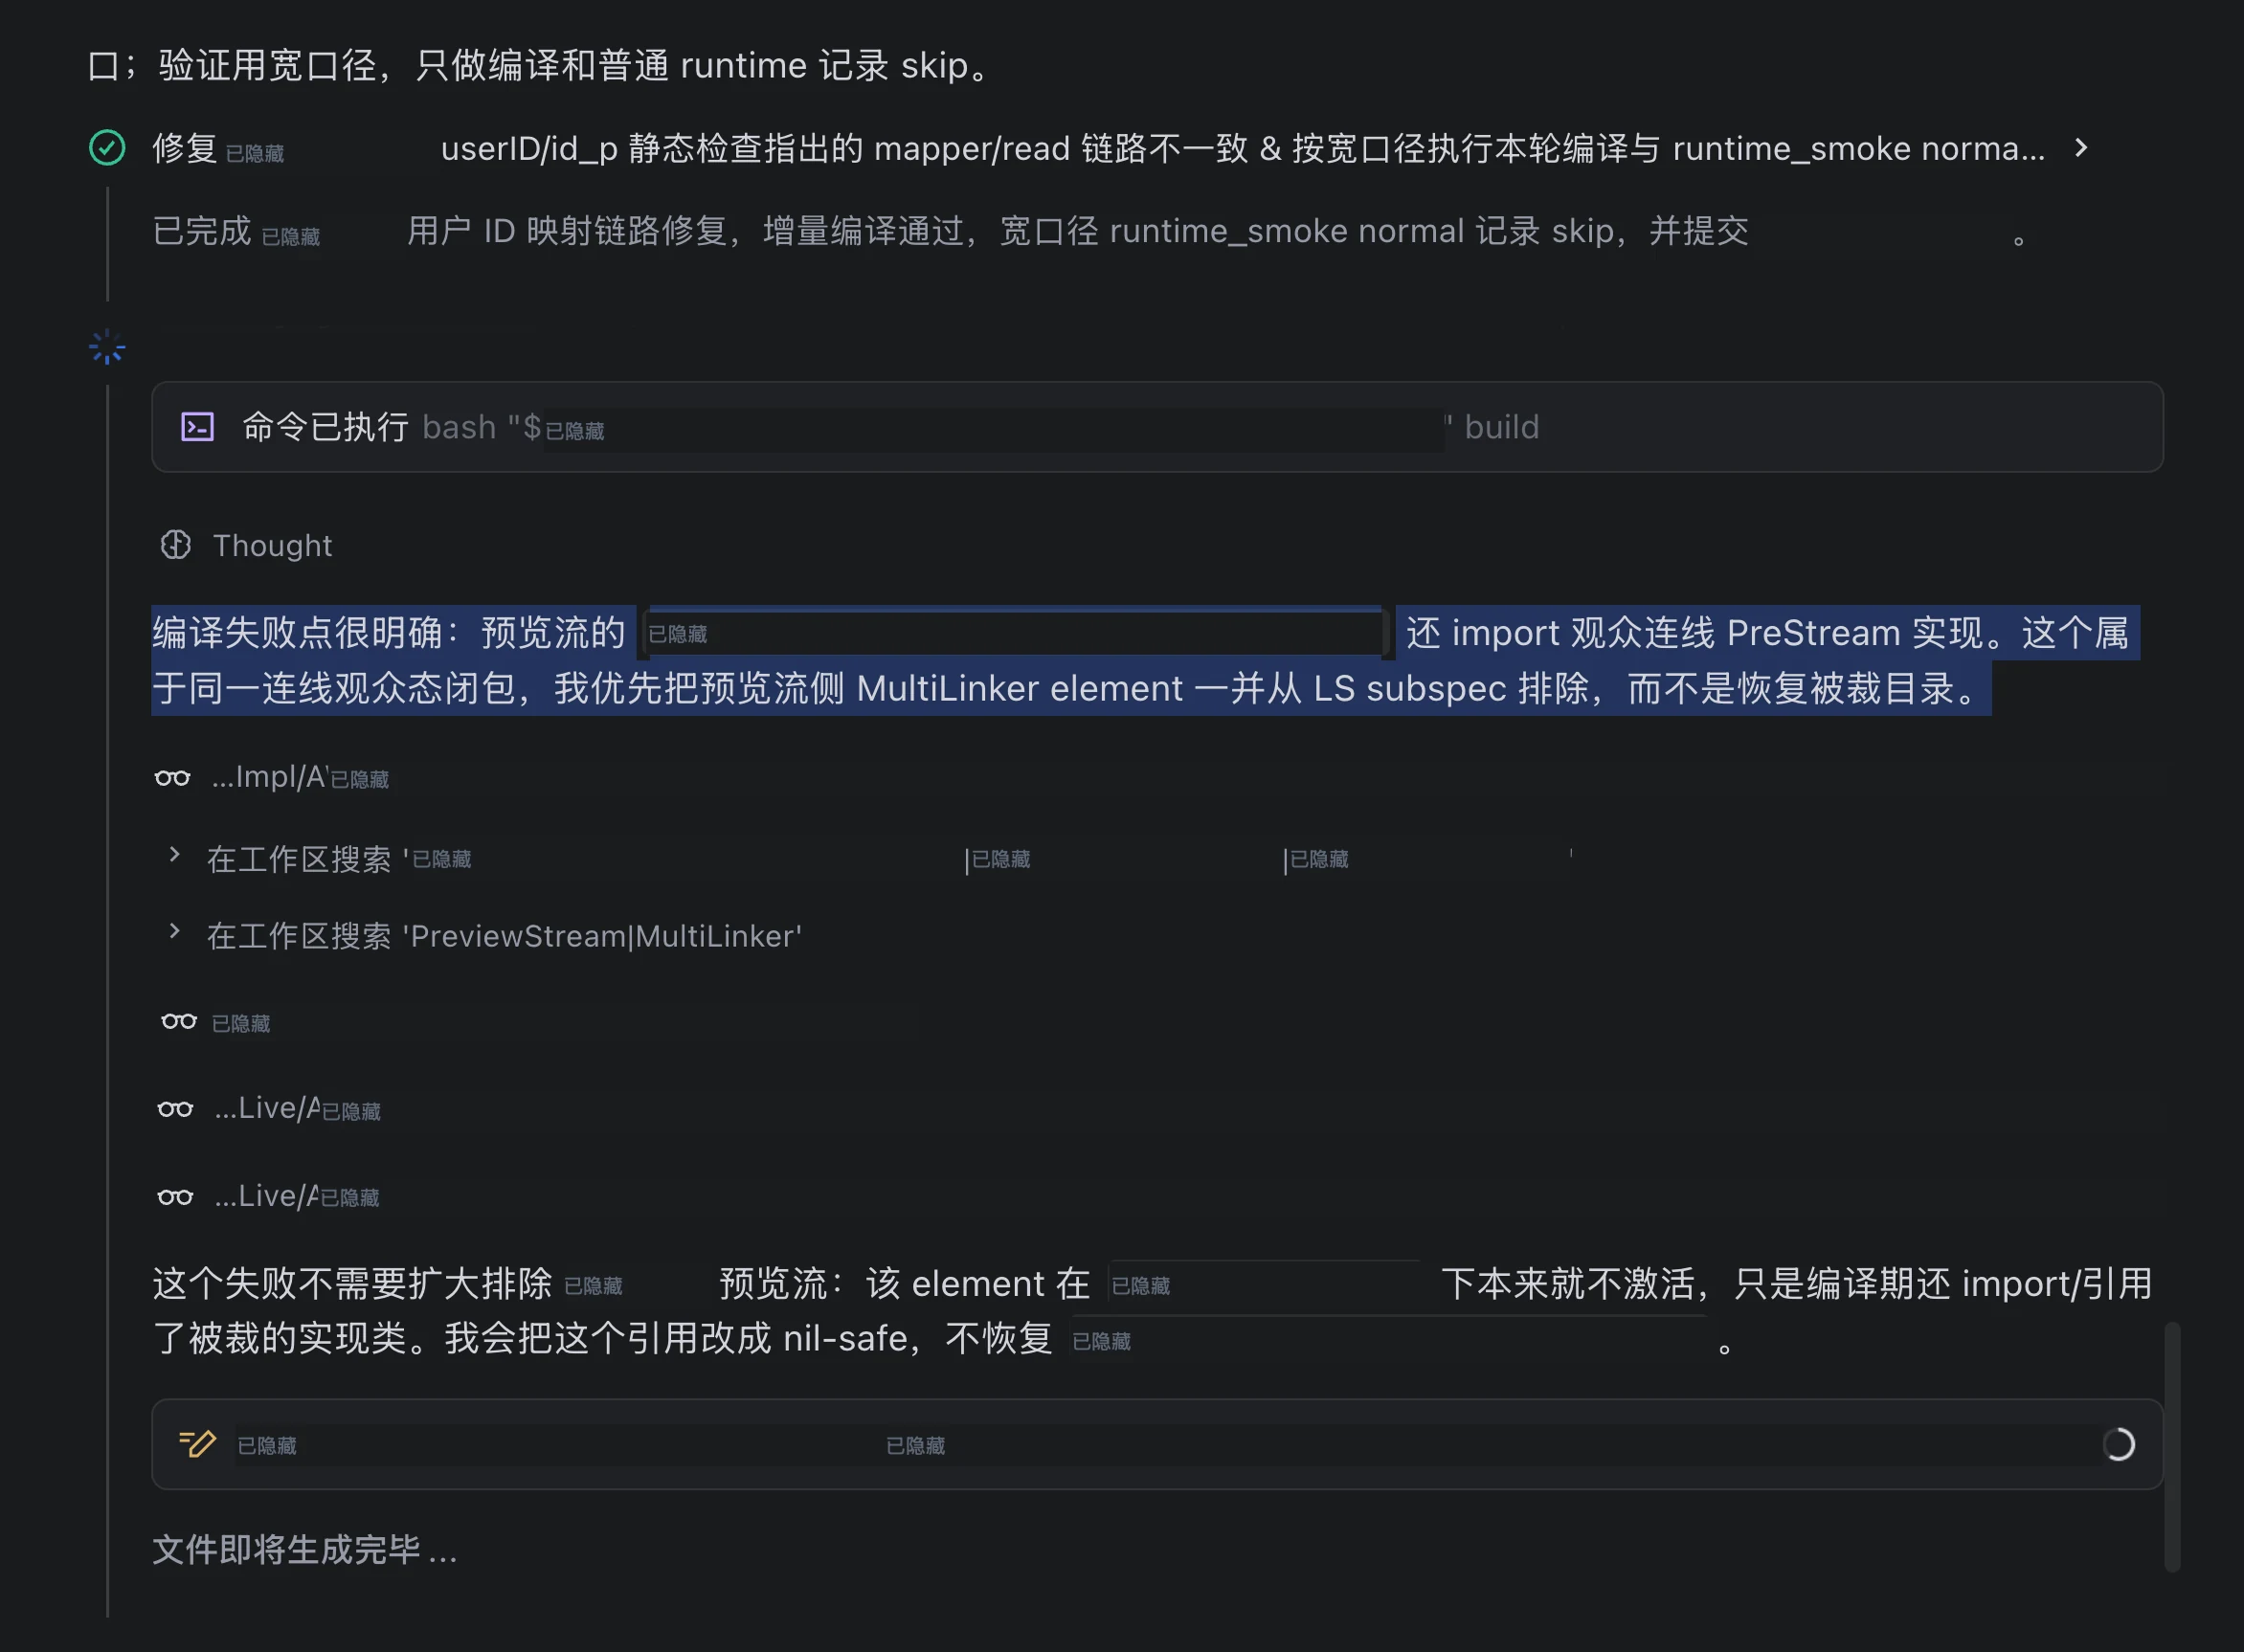 口；验证用宽口径，只做编译和普通 runtime 记录 skip。
修复 已隐藏 userID/id_p 静态检查指出的 mapper/read 链路不一致 & 按宽口径执行本轮编译与 runtime_smoke norma...
已完成 已隐藏 用户 ID 映射链路修复，增量编译通过，宽口径 runtime_smoke normal 记录 skip，并提交 。
命令已执行 bash "$已隐藏" build
Thought
编译失败点很明确：预览流的 已隐藏 还 import 观众连线 PreStream 实现。这个属
于同一连线观众态闭包，我优先把预览流侧 MultiLinker element 一并从 LS subspec 排除，而不是恢复被裁目录。
...Impl/A已隐藏
在工作区搜索 '已隐藏|已隐藏|已隐藏'
在工作区搜索 'PreviewStream|MultiLinker'
已隐藏
...Live/A已隐藏
...Live/A已隐藏
这个失败不需要扩大排除 已隐藏 预览流：该 element 在 已隐藏 下本来就不激活，只是编译期还 import/引用
了被裁的实现类。我会把这个引用改成 nil-safe，不恢复 已隐藏 。
已隐藏 已隐藏
文件即将生成完毕...